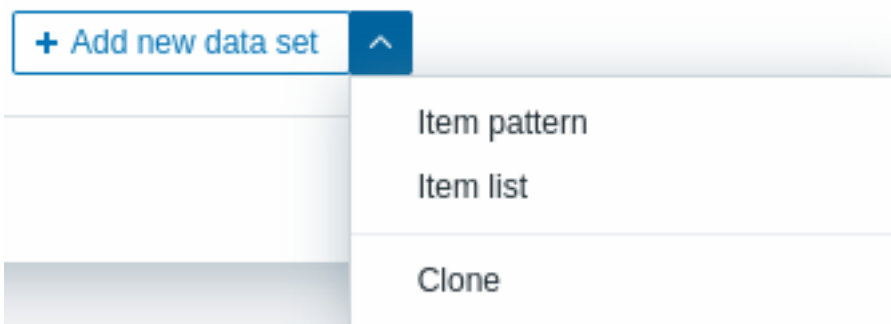 + Add new data set
Item pattern
Item list
Clone